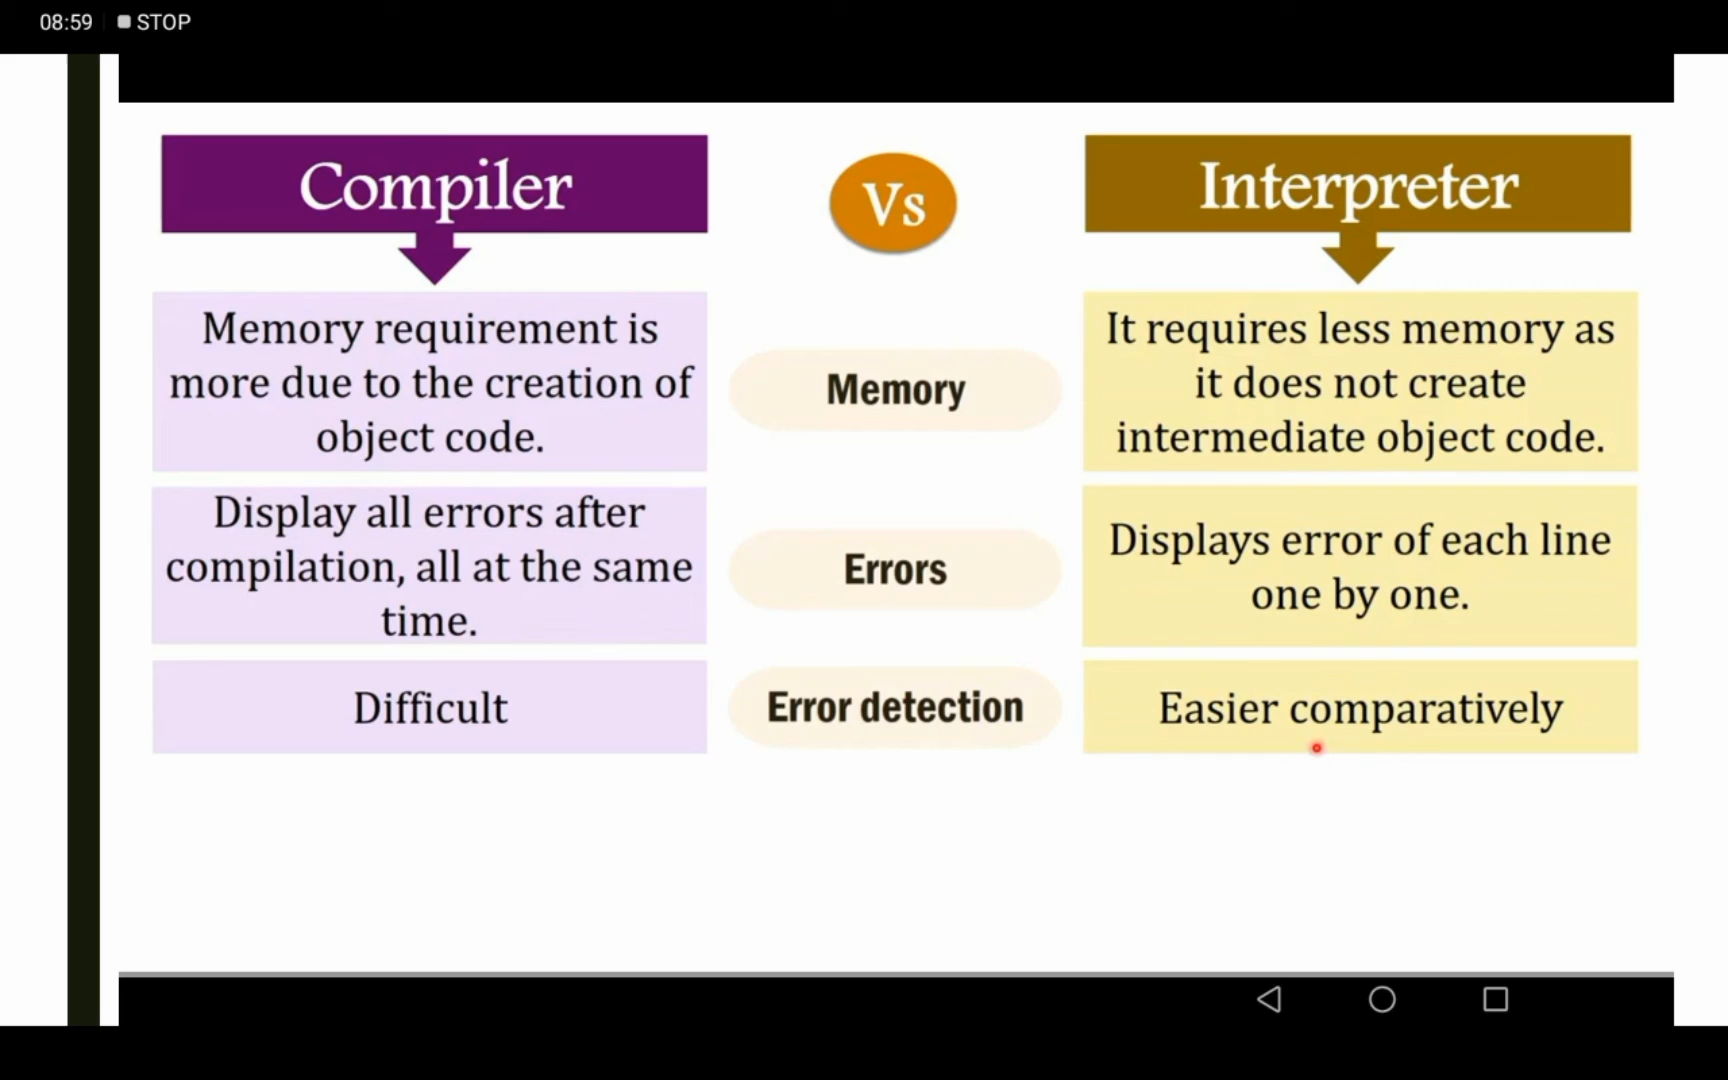 08:59 STOP
Compiler
Vs
Interpreter
Memory requirement is
more due to the creation of
object code.
Memory
It requires less memory as
it does not create
intermediate object code.
Display all errors after
compilation, all at the same
time.
Errors
Displays error of each line
one by one.
Difficult
Error detection
Easier comparatively